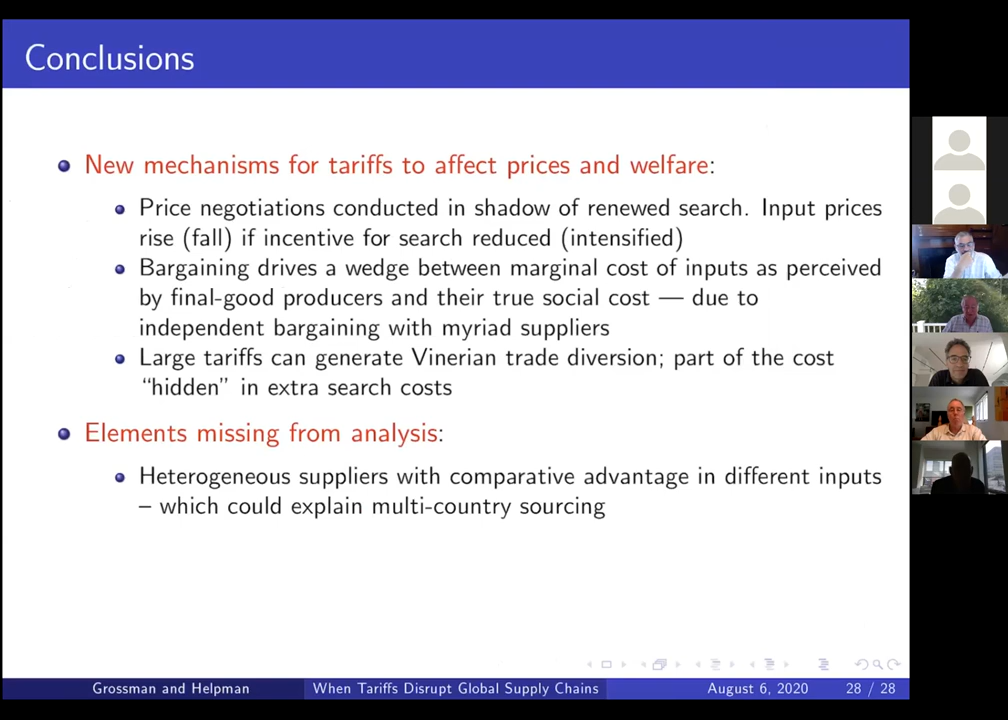 Conclusions
New mechanisms for tariffs to affect prices and welfare:
Price negotiations conducted in shadow of renewed search. Input prices
rise (fall) if incentive for search reduced (intensified)
Bargaining drives a wedge between marginal cost of inputs as perceived
by final-good producers and their true social cost — due to
independent bargaining with myriad suppliers
Large tariffs can generate Vinerian trade diversion; part of the cost
“hidden” in extra search costs
Elements missing from analysis:
Heterogeneous suppliers with comparative advantage in different inputs
– which could explain multi-country sourcing
Grossman and Helpman When Tariffs Disrupt Global Supply Chains August 6, 2020 28 / 28